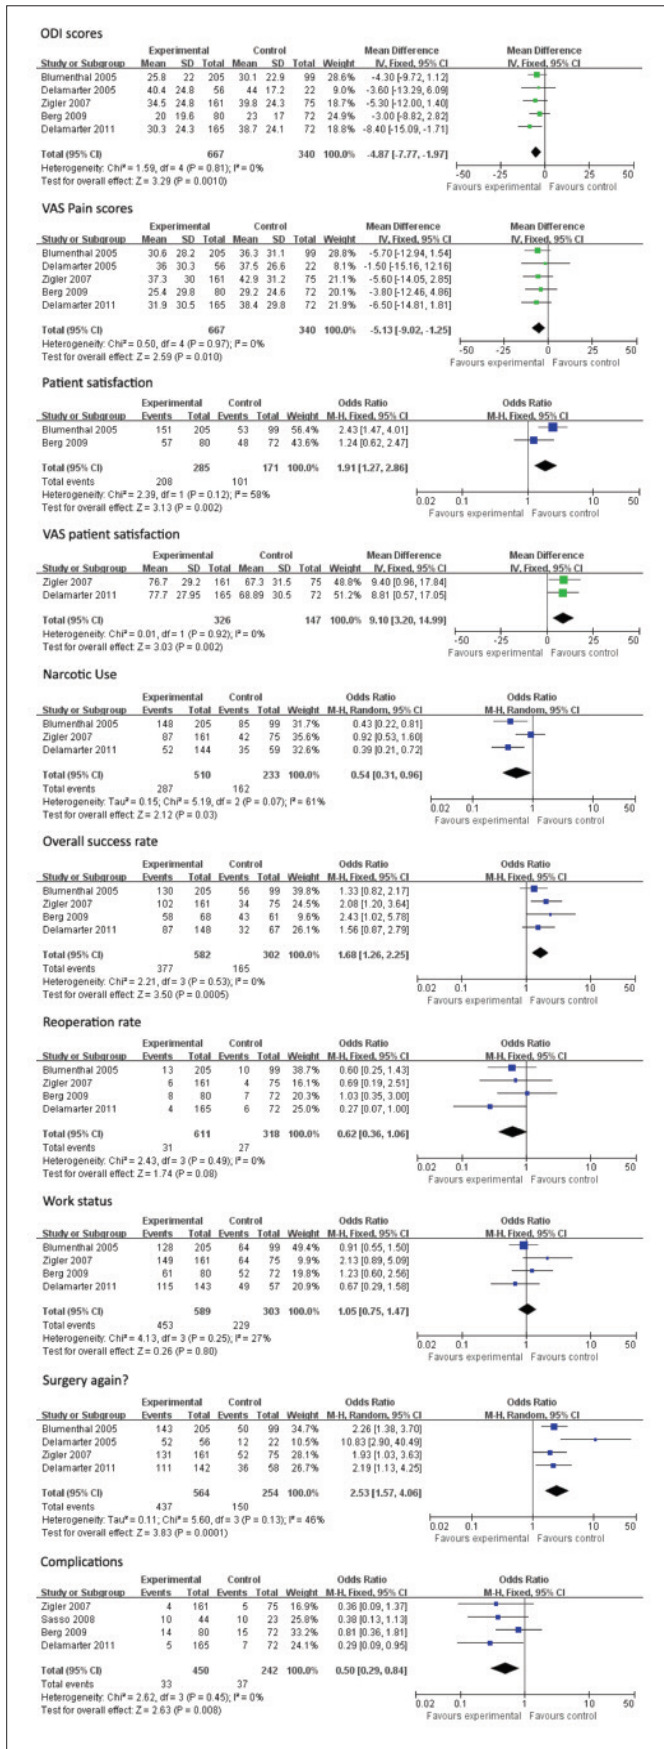 ODI scores
Experimental Control Mean Difference Mean Difference
Study or Subgroup Mean SD Total Mean SD Total Weight IV, Fixed, 95% CI IV, Fixed, 95% CI
Blumenthal 2005 25.8 22 205 30.1 22.9 99 28.6% -4.30 [-9.72, 1.12]
Delamarter 2005 40.4 24.8 56 44 17.2 22 9.0% -3.60 [-13.29, 6.09]
Zigler 2007 34.5 24.8 161 39.8 24.3 75 18.7% -5.30 [-12.00, 1.40]
Berg 2009 20 19.6 80 23 17 72 24.9% -3.00 [-8.82, 2.82]
Delamarter 2011 30.3 24.3 165 38.7 24.1 72 18.8% -8.40 [-15.09, -1.71]
Total (95% CI) 667 340 100.0% -4.87 [-7.77, -1.97]
Heterogeneity: Chi² = 1.59, df = 4 (P = 0.81); I² = 0%
Test for overall effect: Z = 3.29 (P = 0.0010)
-50 -25 0 25 50
Favours experimental Favours control
VAS Pain scores
Experimental Control Mean Difference Mean Difference
Study or Subgroup Mean SD Total Mean SD Total Weight IV, Fixed, 95% CI IV, Fixed, 95% CI
Blumenthal 2005 30.6 28.2 205 36.3 31.1 99 28.8% -5.70 [-12.94, 1.54]
Delamarter 2005 36 30.3 56 37.5 26.6 22 8.1% -1.50 [-15.16, 12.16]
Zigler 2007 37.3 30 161 42.9 31.2 75 21.1% -5.60 [-14.05, 2.85]
Berg 2009 25.4 29.8 80 29.2 24.6 72 20.1% -3.80 [-12.46, 4.86]
Delamarter 2011 31.9 30.5 165 38.4 29.8 72 21.9% -6.50 [-14.81, 1.81]
Total (95% CI) 667 340 100.0% -5.13 [-9.02, -1.25]
Heterogeneity: Chi² = 0.50, df = 4 (P = 0.97); I² = 0%
Test for overall effect: Z = 2.59 (P = 0.010)
-50 -25 0 25 50
Favours experimental Favours control
Patient satisfaction
Experimental Control Odds Ratio Odds Ratio
Study or Subgroup Events Total Events Total Weight M-H, Fixed, 95% CI M-H, Fixed, 95% CI
Blumenthal 2005 151 205 53 99 56.4% 2.43 [1.47, 4.01]
Berg 2009 57 80 48 72 43.6% 1.24 [0.62, 2.47]
Total (95% CI) 285 171 100.0% 1.91 [1.27, 2.86]
Total events 208 101
Heterogeneity: Chi² = 2.39, df = 1 (P = 0.12); I² = 58%
Test for overall effect: Z = 3.13 (P = 0.002)
0.02 0.1 1 10 50
Favours experimental Favours control
VAS patient satisfaction
Experimental Control Mean Difference Mean Difference
Study or Subgroup Mean SD Total Mean SD Total Weight IV, Fixed, 95% CI IV, Fixed, 95% CI
Zigler 2007 76.7 29.2 161 67.3 31.5 75 48.8% 9.40 [0.96, 17.84]
Delamarter 2011 77.7 27.95 165 68.89 30.5 72 51.2% 8.81 [0.57, 17.05]
Total (95% CI) 326 147 100.0% 9.10 [3.20, 14.99]
Heterogeneity: Chi² = 0.01, df = 1 (P = 0.92); I² = 0%
Test for overall effect: Z = 3.03 (P = 0.002)
-50 -25 0 25 50
Favours experimental Favours control
Narcotic Use
Experimental Control Odds Ratio Odds Ratio
Study or Subgroup Events Total Events Total Weight M-H, Random, 95% CI M-H, Random, 95% CI
Blumenthal 2005 148 205 85 99 31.7% 0.43 [0.22, 0.81]
Zigler 2007 87 161 42 75 35.6% 0.92 [0.53, 1.60]
Delamarter 2011 52 144 35 59 32.6% 0.39 [0.21, 0.72]
Total (95% CI) 510 233 100.0% 0.54 [0.31, 0.96]
Total events 287 162
Heterogeneity: Tau² = 0.15; Chi² = 5.19, df = 2 (P = 0.07); I² = 61%
Test for overall effect: Z = 2.12 (P = 0.03)
0.02 0.1 1 10 50
Favours experimental Favours control
Overall success rate
Experimental Control Odds Ratio Odds Ratio
Study or Subgroup Events Total Events Total Weight M-H, Fixed, 95% CI M-H, Fixed, 95% CI
Blumenthal 2005 130 205 56 99 39.8% 1.33 [0.82, 2.17]
Zigler 2007 102 161 34 75 24.5% 2.08 [1.20, 3.64]
Berg 2009 58 68 43 61 9.6% 2.43 [1.02, 5.78]
Delamarter 2011 87 148 32 67 26.1% 1.56 [0.87, 2.79]
Total (95% CI) 582 302 100.0% 1.68 [1.26, 2.25]
Total events 377 165
Heterogeneity: Chi² = 2.21, df = 3 (P = 0.53); I² = 0%
Test for overall effect: Z = 3.50 (P = 0.0005)
0.02 0.1 1 10 50
Favours experimental Favours control
Reoperation rate
Experimental Control Odds Ratio Odds Ratio
Study or Subgroup Events Total Events Total Weight M-H, Fixed, 95% CI M-H, Fixed, 95% CI
Blumenthal 2005 13 205 10 99 38.7% 0.60 [0.25, 1.43]
Zigler 2007 6 161 4 75 16.1% 0.69 [0.19, 2.51]
Berg 2009 8 80 7 72 20.3% 1.03 [0.35, 3.00]
Delamarter 2011 4 165 6 72 25.0% 0.27 [0.07, 1.00]
Total (95% CI) 611 318 100.0% 0.62 [0.36, 1.06]
Total events 31 27
Heterogeneity: Chi² = 2.43, df = 3 (P = 0.49); I² = 0%
Test for overall effect: Z = 1.74 (P = 0.08)
0.02 0.1 1 10 50
Favours experimental Favours control
Work status
Experimental Control Odds Ratio Odds Ratio
Study or Subgroup Events Total Events Total Weight M-H, Fixed, 95% CI M-H, Fixed, 95% CI
Blumenthal 2005 128 205 64 99 49.4% 0.91 [0.55, 1.50]
Zigler 2007 149 161 64 75 9.9% 2.13 [0.89, 5.09]
Berg 2009 61 80 52 72 19.8% 1.23 [0.60, 2.56]
Delamarter 2011 115 143 49 57 20.9% 0.67 [0.29, 1.58]
Total (95% CI) 589 303 100.0% 1.05 [0.75, 1.47]
Total events 453 229
Heterogeneity: Chi² = 4.13, df = 3 (P = 0.25); I² = 27%
Test for overall effect: Z = 0.26 (P = 0.80)
0.02 0.1 1 10 50
Favours experimental Favours control
Surgery again?
Experimental Control Odds Ratio Odds Ratio
Study or Subgroup Events Total Events Total Weight M-H, Random, 95% CI M-H, Random, 95% CI
Blumenthal 2005 143 205 50 99 34.7% 2.26 [1.38, 3.70]
Delamarter 2005 52 56 12 22 10.5% 10.83 [2.90, 40.49]
Zigler 2007 131 161 52 75 28.1% 1.93 [1.03, 3.63]
Delamarter 2011 111 142 36 58 26.7% 2.19 [1.13, 4.25]
Total (95% CI) 564 254 100.0% 2.53 [1.57, 4.06]
Total events 437 150
Heterogeneity: Tau² = 0.11; Chi² = 5.60, df = 3 (P = 0.13); I² = 46%
Test for overall effect: Z = 3.83 (P = 0.0001)
0.02 0.1 1 10 50
Favours experimental Favours control
Complications
Experimental Control Odds Ratio Odds Ratio
Study or Subgroup Events Total Events Total Weight M-H, Fixed, 95% CI M-H, Fixed, 95% CI
Zigler 2007 4 161 5 75 16.9% 0.36 [0.09, 1.37]
Sasso 2008 10 44 10 23 25.8% 0.38 [0.13, 1.13]
Berg 2009 14 80 15 72 33.2% 0.81 [0.36, 1.81]
Delamarter 2011 5 165 7 72 24.1% 0.29 [0.09, 0.95]
Total (95% CI) 450 242 100.0% 0.50 [0.29, 0.84]
Total events 33 37
Heterogeneity: Chi² = 2.62, df = 3 (P = 0.45); I² = 0%
Test for overall effect: Z = 2.63 (P = 0.008)
0.02 0.1 1 10 50
Favours experimental Favours control